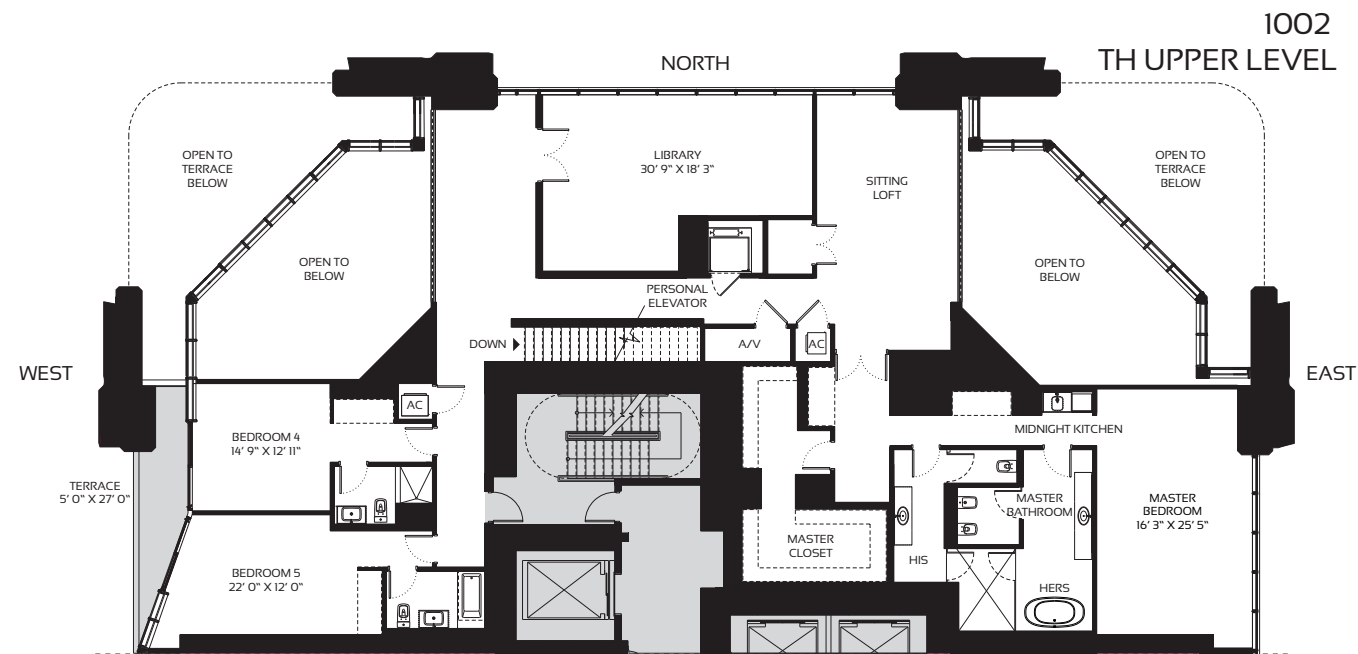 1002
TH UPPER LEVEL
NORTH
OPEN TO
TERRACE
BELOW
LIBRARY
30' 9" X 18' 3"
SITTING
LOFT
OPEN TO
TERRACE
BELOW
OPEN TO
BELOW
OPEN TO
BELOW
PERSONAL
ELEVATOR
DOWN
A/V
AC
WEST
EAST
AC
BEDROOM 4
14' 9" X 12' 11"
MIDNIGHT KITCHEN
TERRACE
5' 0" X 27' 0"
MASTER
BATHROOM
MASTER
BEDROOM
16' 3" X 25' 5"
MASTER
CLOSET
HIS
BEDROOM 5
22' 0" X 12' 0"
HERS